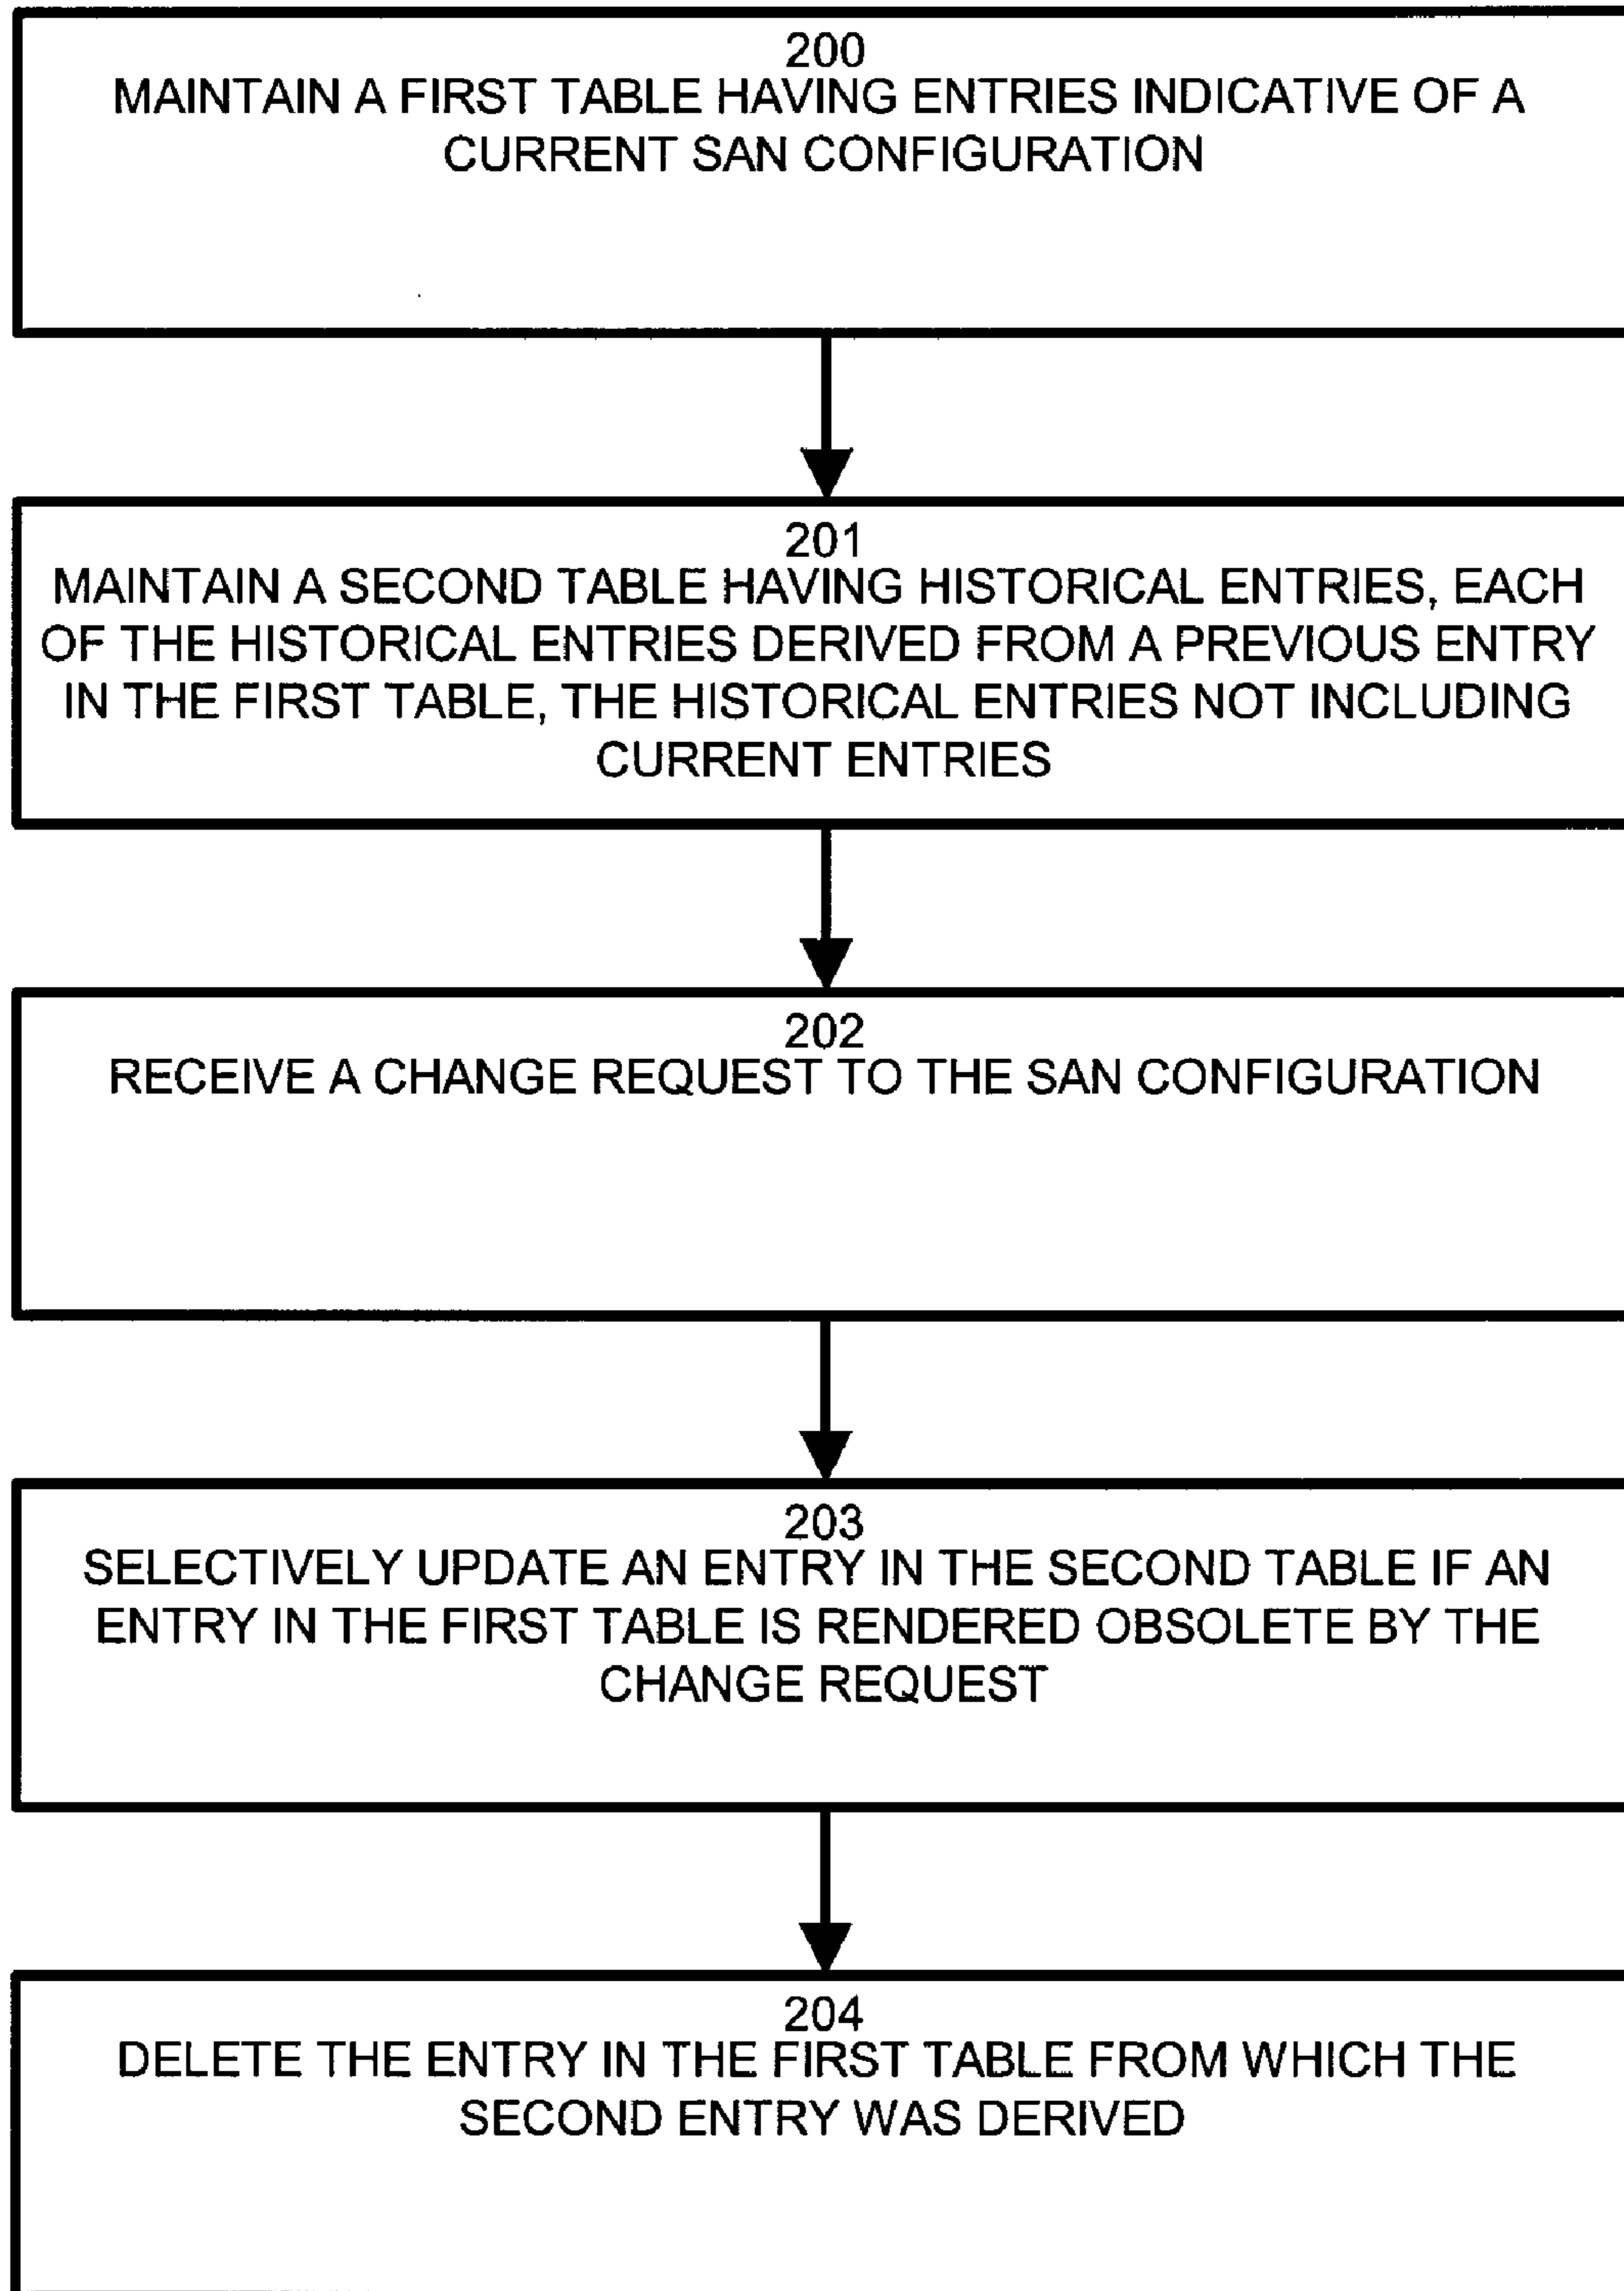 200
MAINTAIN A FIRST TABLE HAVING ENTRIES INDICATIVE OF A
CURRENT SAN CONFIGURATION
201
MAINTAIN A SECOND TABLE HAVING HISTORICAL ENTRIES, EACH
OF THE HISTORICAL ENTRIES DERIVED FROM A PREVIOUS ENTRY
IN THE FIRST TABLE, THE HISTORICAL ENTRIES NOT INCLUDING
CURRENT ENTRIES
202
RECEIVE A CHANGE REQUEST TO THE SAN CONFIGURATION
203
SELECTIVELY UPDATE AN ENTRY IN THE SECOND TABLE IF AN
ENTRY IN THE FIRST TABLE IS RENDERED OBSOLETE BY THE
CHANGE REQUEST
204
DELETE THE ENTRY IN THE FIRST TABLE FROM WHICH THE
SECOND ENTRY WAS DERIVED